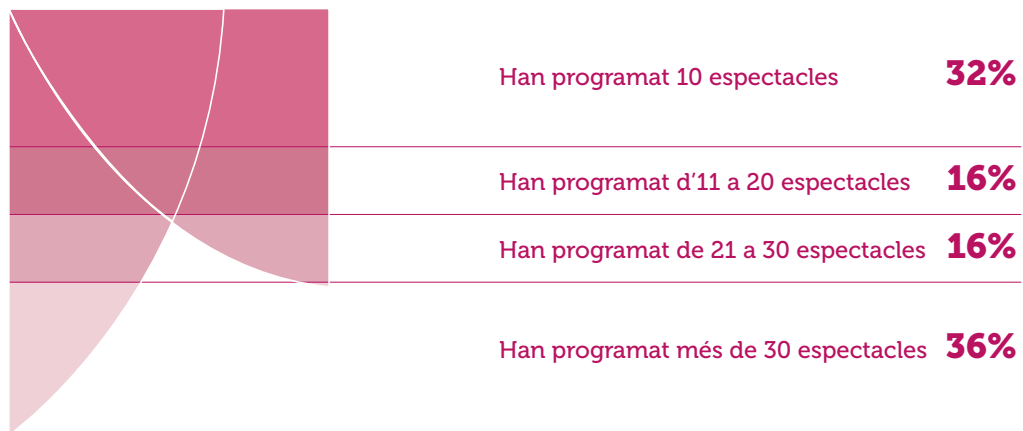 Han programat 10 espectacles 32%
Han programat d’11 a 20 espectacles 16%
Han programat de 21 a 30 espectacles 16%
Han programat més de 30 espectacles 36%